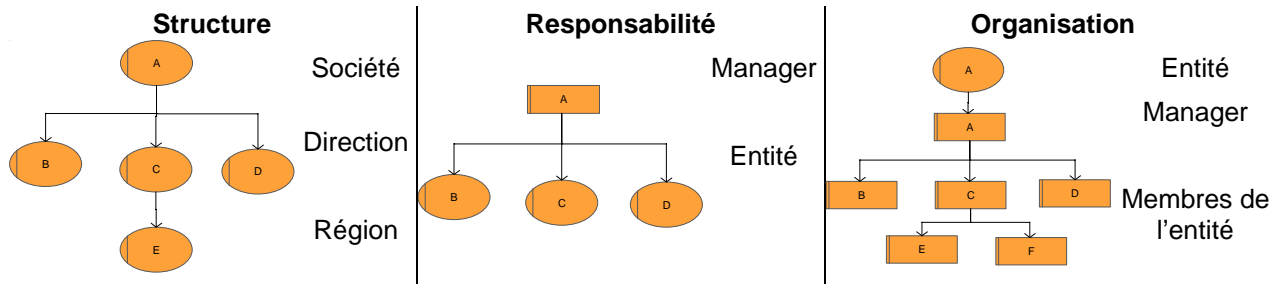 Structure
A
Société
B
C
D
Direction
E
Région
Responsabilité
Manager
A
Entité
B
C
D
Organisation
A
Entité
Manager
A
B
C
D
Membres de
l'entité
E
F